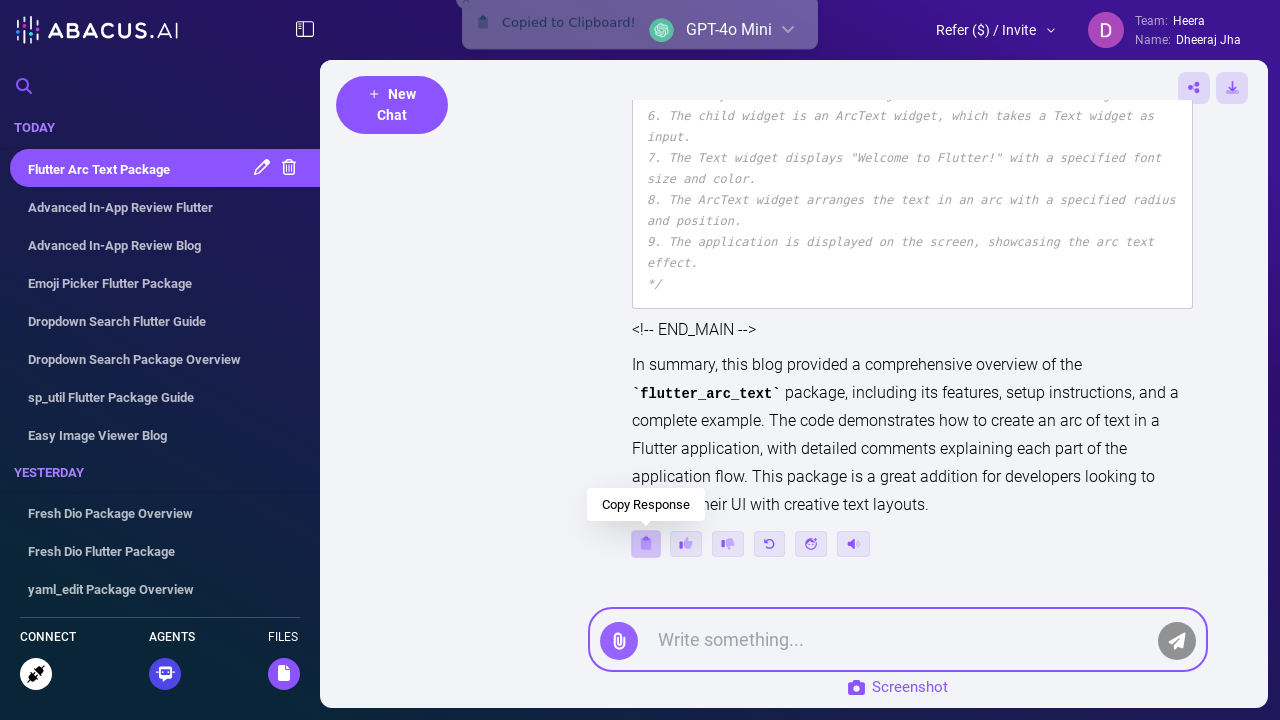 ABACUS.AI
Copied to Clipboard!
GPT-4o Mini
Refer ($) / Invite
D
Team: Heera
Name: Dheeraj Jha
TODAY
Flutter Arc Text Package
Advanced In-App Review Flutter
Advanced In-App Review Blog
Emoji Picker Flutter Package
Dropdown Search Flutter Guide
Dropdown Search Package Overview
sp_util Flutter Package Guide
Easy Image Viewer Blog
YESTERDAY
Fresh Dio Package Overview
Fresh Dio Flutter Package
yaml_edit Package Overview
CONNECT
AGENTS
FILES
+ New
Chat
6. The child widget is an ArcText widget, which takes a Text widget as
input.
7. The Text widget displays "Welcome to Flutter!" with a specified font
size and color.
8. The ArcText widget arranges the text in an arc with a specified radius
and position.
9. The application is displayed on the screen, showcasing the arc text
effect.
*/
<!-- END_MAIN -->
In summary, this blog provided a comprehensive overview of the
`flutter_arc_text` package, including its features, setup instructions, and a
complete example. The code demonstrates how to create an arc of text in a
Flutter application, with detailed comments explaining each part of the
application flow. This package is a great addition for developers looking to
their UI with creative text layouts.
Copy Response
Write something...
Screenshot